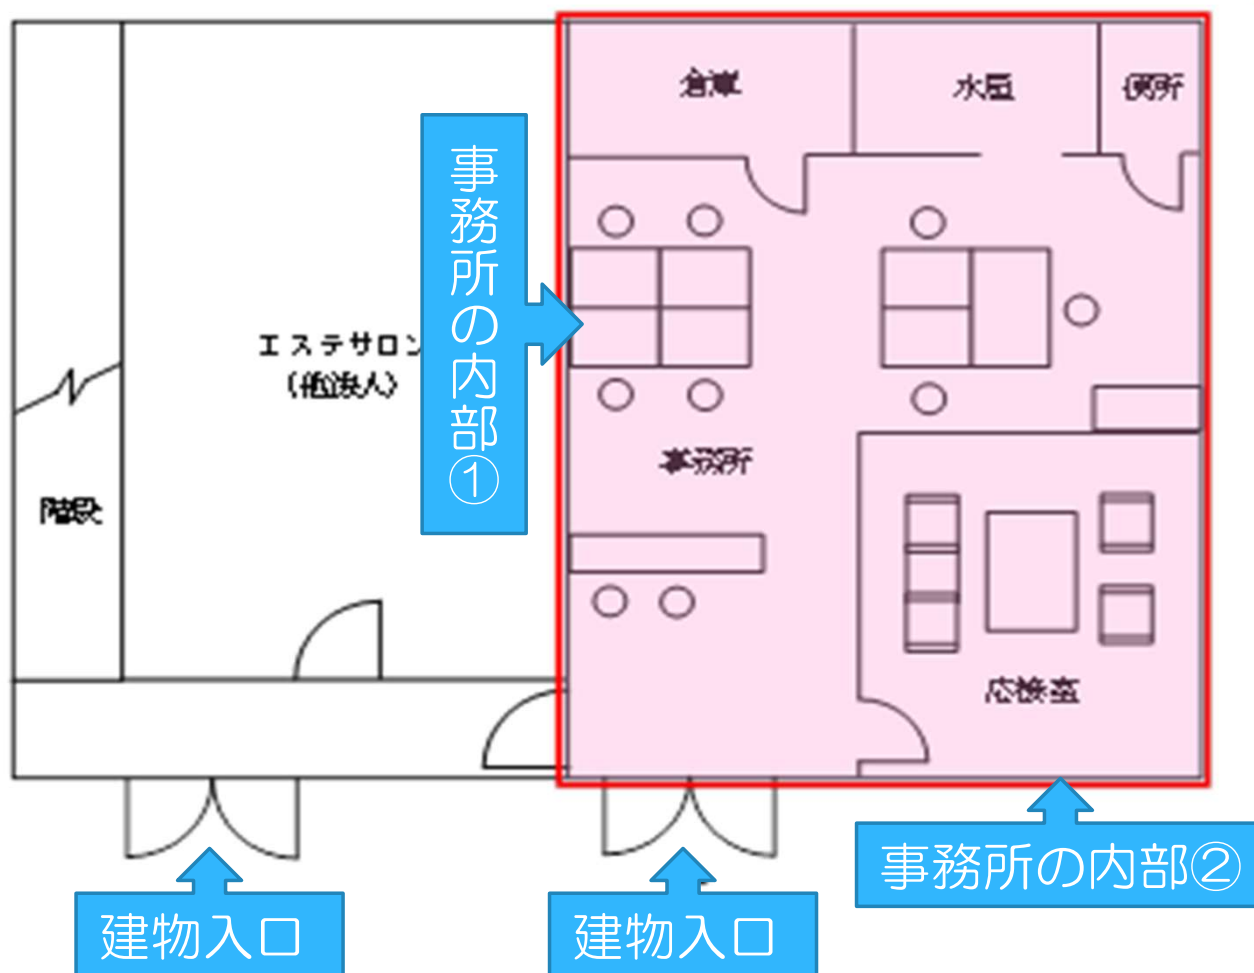 倉庫
水屋
便所
事務所の内部①
エステサロン
（他法人）
事務所
階段
応接室
事務所の内部②
建物入口
建物入口